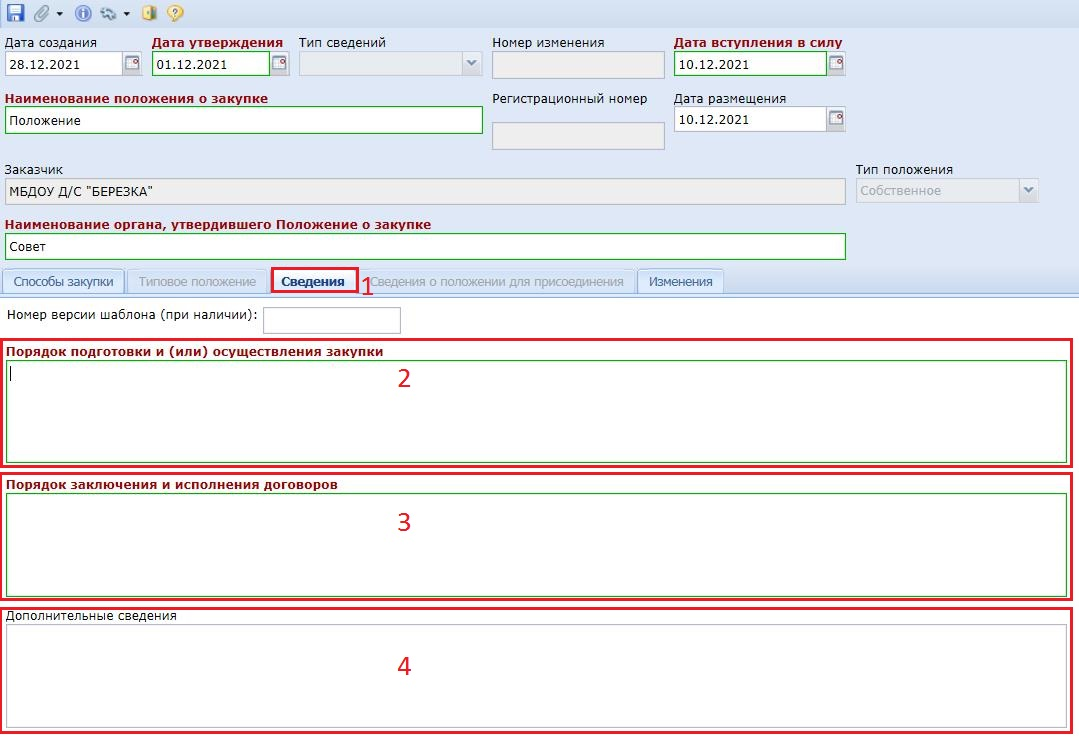 Дата создания Дата утверждения Тип сведений Номер изменения Дата вступления в силу
28.12.2021 01.12.2021 10.12.2021
Наименование положения о закупке Регистрационный номер Дата размещения
Положение 10.12.2021
Заказчик Тип положения
МБДОУ Д/С "БЕРЕЗКА" Собственное
Наименование органа, утвердившего Положение о закупке
Совет
Способы закупки Типовое положение Сведения 1 Сведения о положении для присоединения Изменения
Номер версии шаблона (при наличии):
Порядок подготовки и (или) осуществления закупки
2
Порядок заключения и исполнения договоров
3
Дополнительные сведения
4